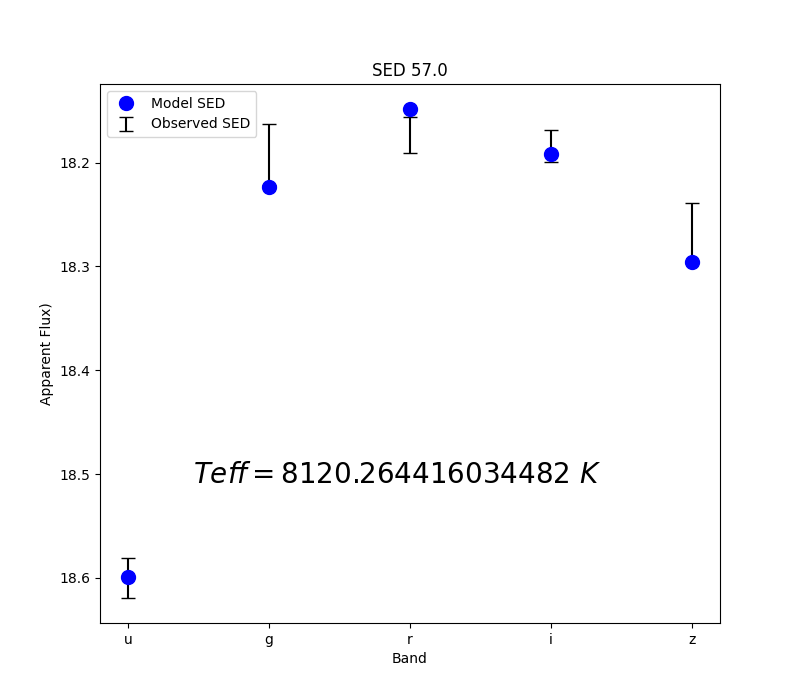 SED 57.0
Model SED
Observed SED
18.2
18.3
18.4
18.5
18.6
Apparent Flux)
Teff = 8120.264416034482 K
u g r i z
Band